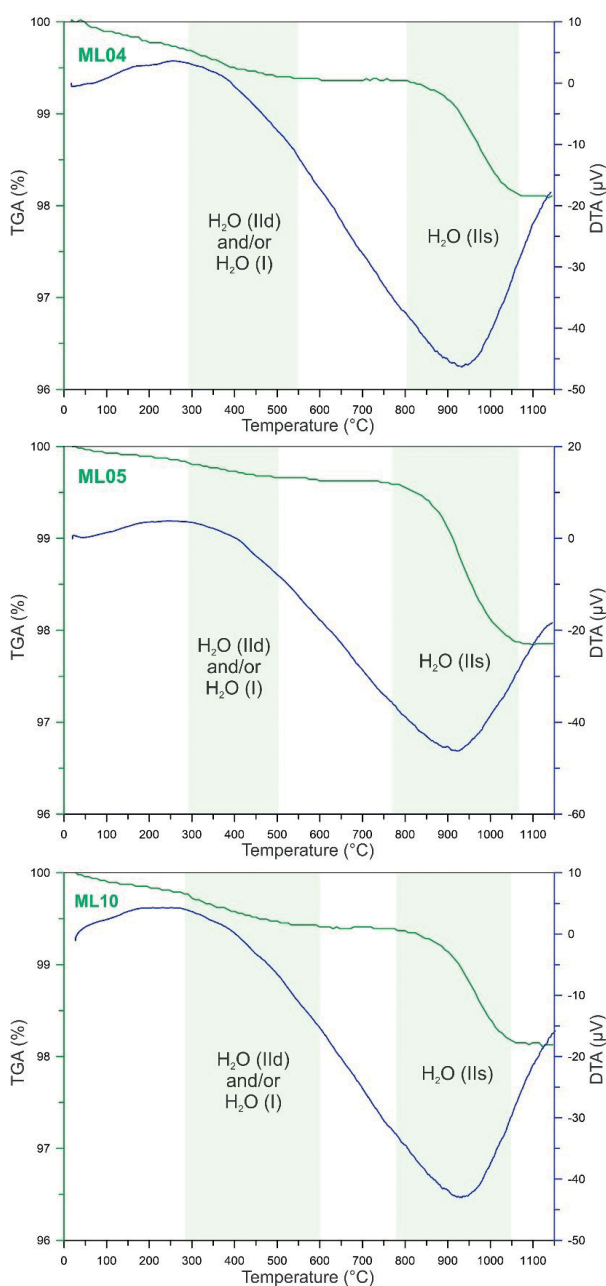 100
99
98
97
96
TGA (%)
ML04
H₂O (IId)
and/or
H₂O (I)
H₂O (IIs)
10
0
-10
-20
-30
-40
-50
DTA (µV)
0 100 200 300 400 500 600 700 800 900 1000 1100
Temperature (°C)
100
99
98
97
96
TGA (%)
ML05
H₂O (IId)
and/or
H₂O (I)
H₂O (IIs)
20
10
0
-10
-20
-30
-40
-50
-60
DTA (µV)
0 100 200 300 400 500 600 700 800 900 1000 1100
Temperature (°C)
100
99
98
97
96
TGA (%)
ML10
H₂O (IId)
and/or
H₂O (I)
H₂O (IIs)
10
0
-10
-20
-30
-40
-50
DTA (µV)
0 100 200 300 400 500 600 700 800 900 1000 1100
Temperature (°C)